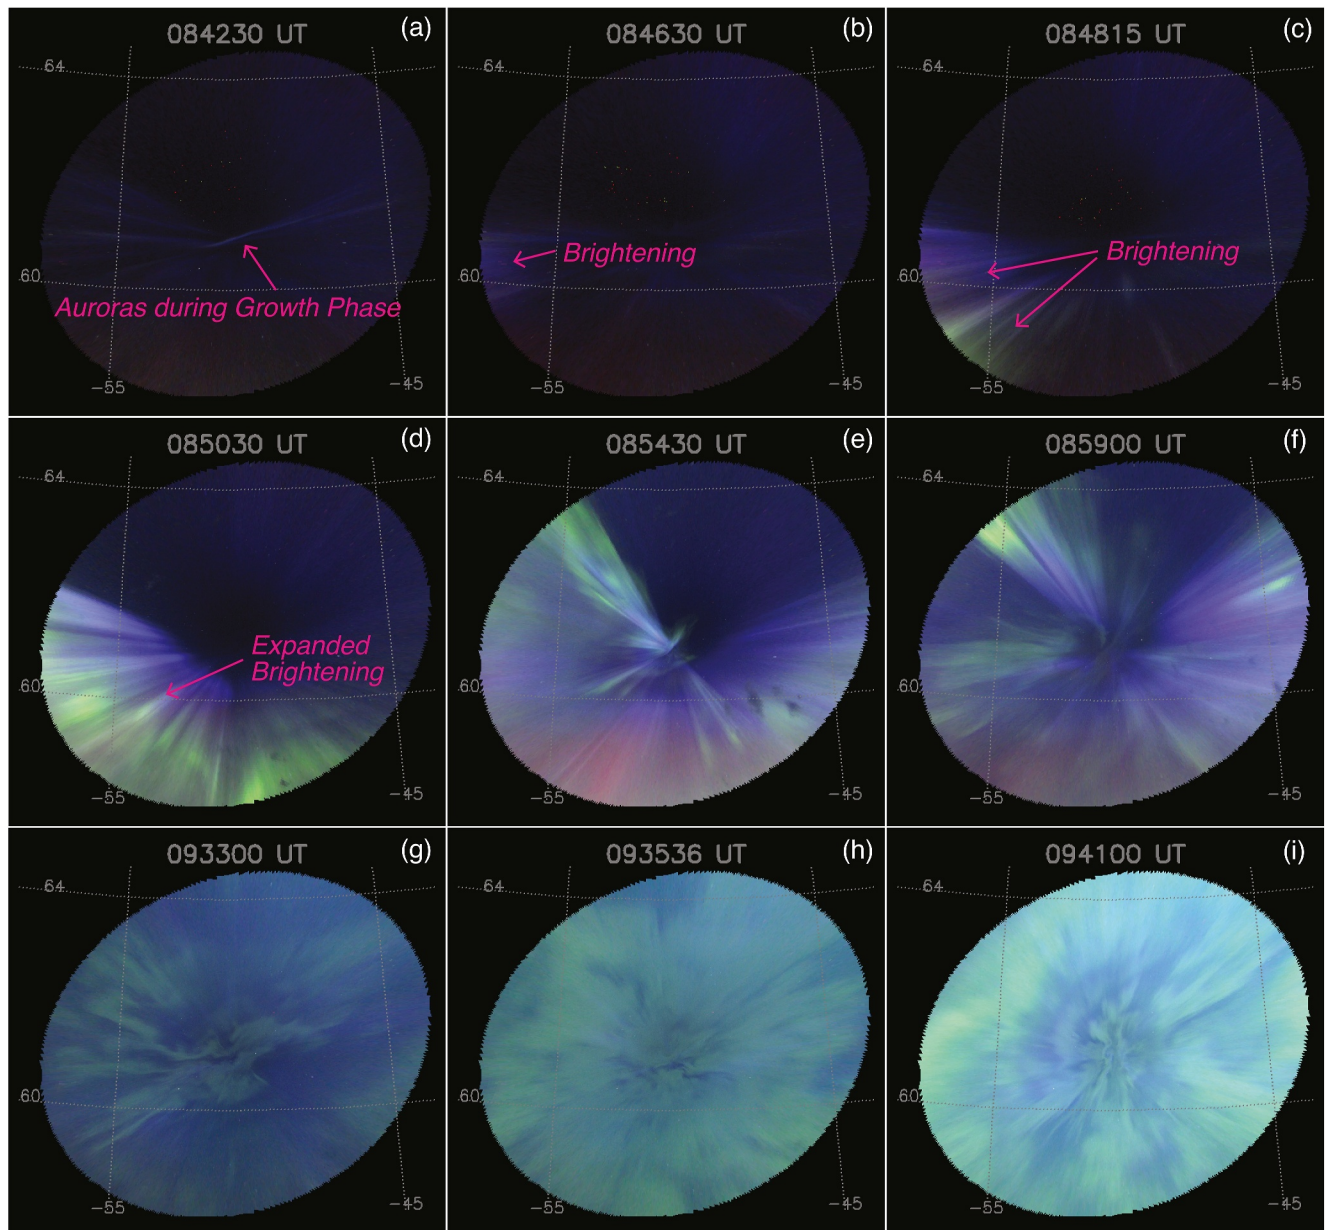 084230 UT (a)
64
60
Auroras during Growth Phase
-55
-45
084630 UT (b)
64
Brightening
60
-55
-45
084815 UT (c)
64
Brightening
60
-55
-45
085030 UT (d)
64
Expanded
Brightening
60
-55
-45
085430 UT (e)
64
60
-55
-45
085900 UT (f)
64
60
-55
-45
093300 UT (g)
64
60
-55
-45
093536 UT (h)
64
60
-55
-45
094100 UT (i)
64
60
-55
-45